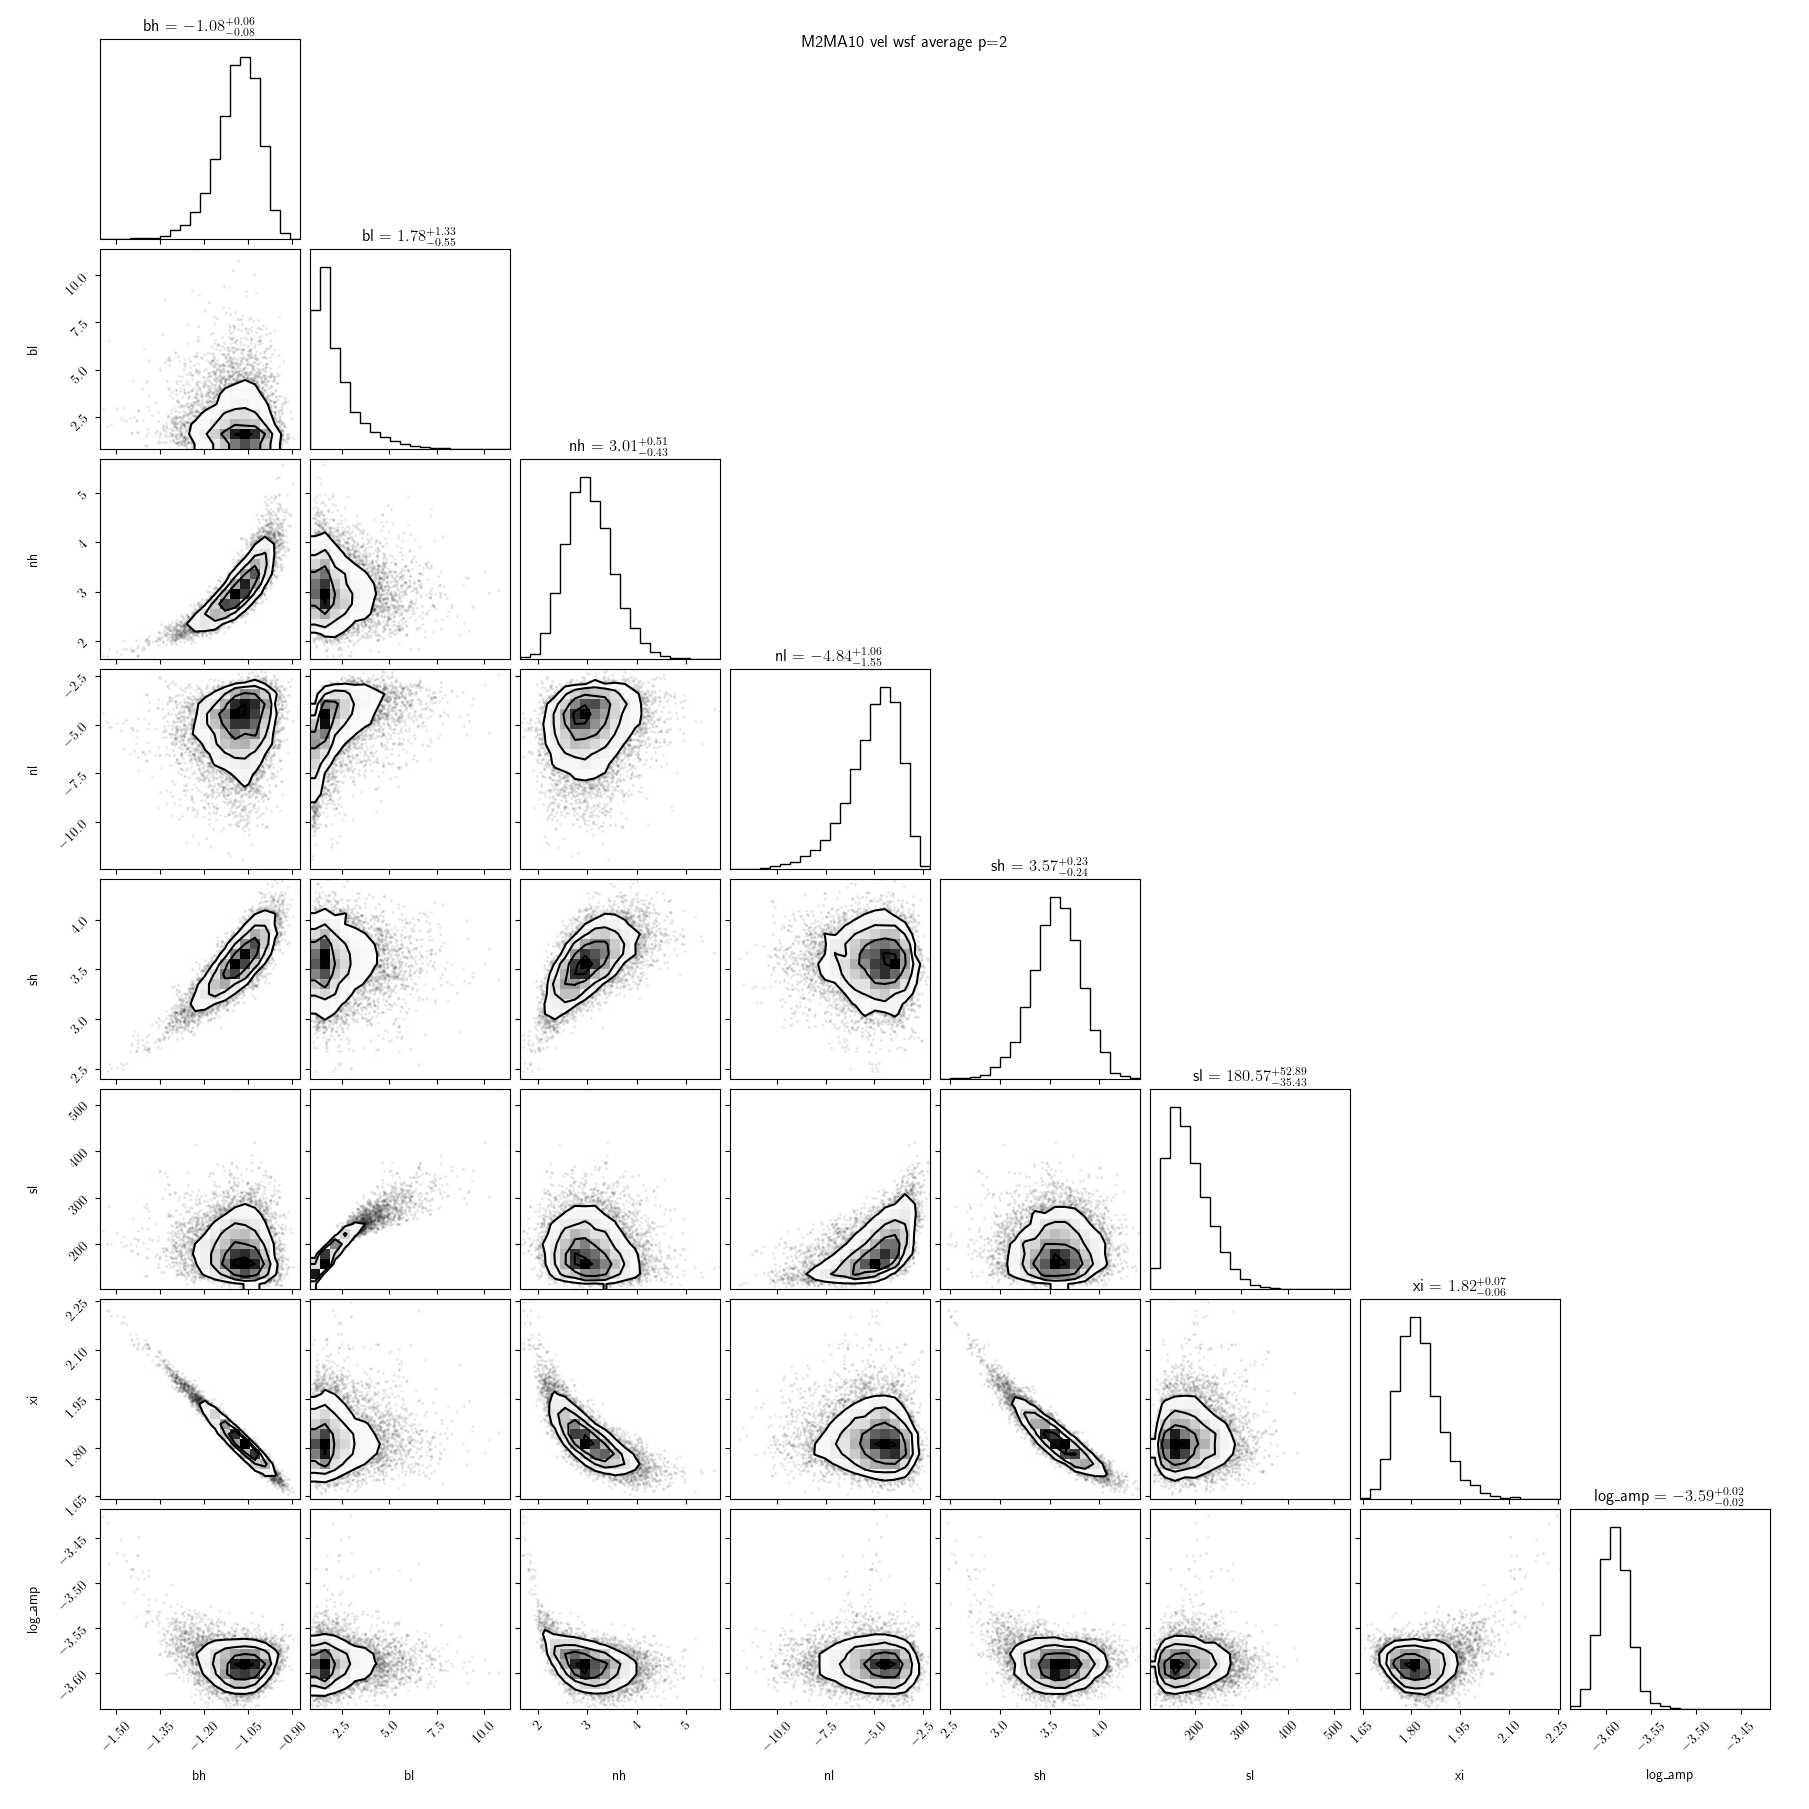 M2MA10 vel wsf average p=2
bh = −1.08 +0.06 −0.08
bl = 1.78 +1.33 −0.55
nh = 3.01 +0.51 −0.43
nl = −4.84 +1.06 −1.55
sh = 3.57 +0.23 −0.24
sl = 180.57 +52.89 −35.43
xi = 1.82 +0.07 −0.06
log_amp = −3.59 +0.02 −0.02
10.0
7.5
5.0
2.5
bl
5
4
3
2
nh
−2.5
−5.0
−7.5
−10.0
nl
4.0
3.5
3.0
2.5
sh
500
400
300
200
sl
2.25
2.10
1.95
1.80
1.65
xi
−3.45
−3.50
−3.55
−3.60
log_amp
−1.50 −1.35 −1.20 −1.05 −0.90 2.5 5.0 7.5 10.0 2 3 4 5 −10.0 −7.5 −5.0 −2.5 2.5 3.0 3.5 4.0 200 300 400 500 1.65 1.80 1.95 2.10 2.25 −3.60 −3.55 −3.50 −3.45
bh bl nh nl sh sl xi log_amp